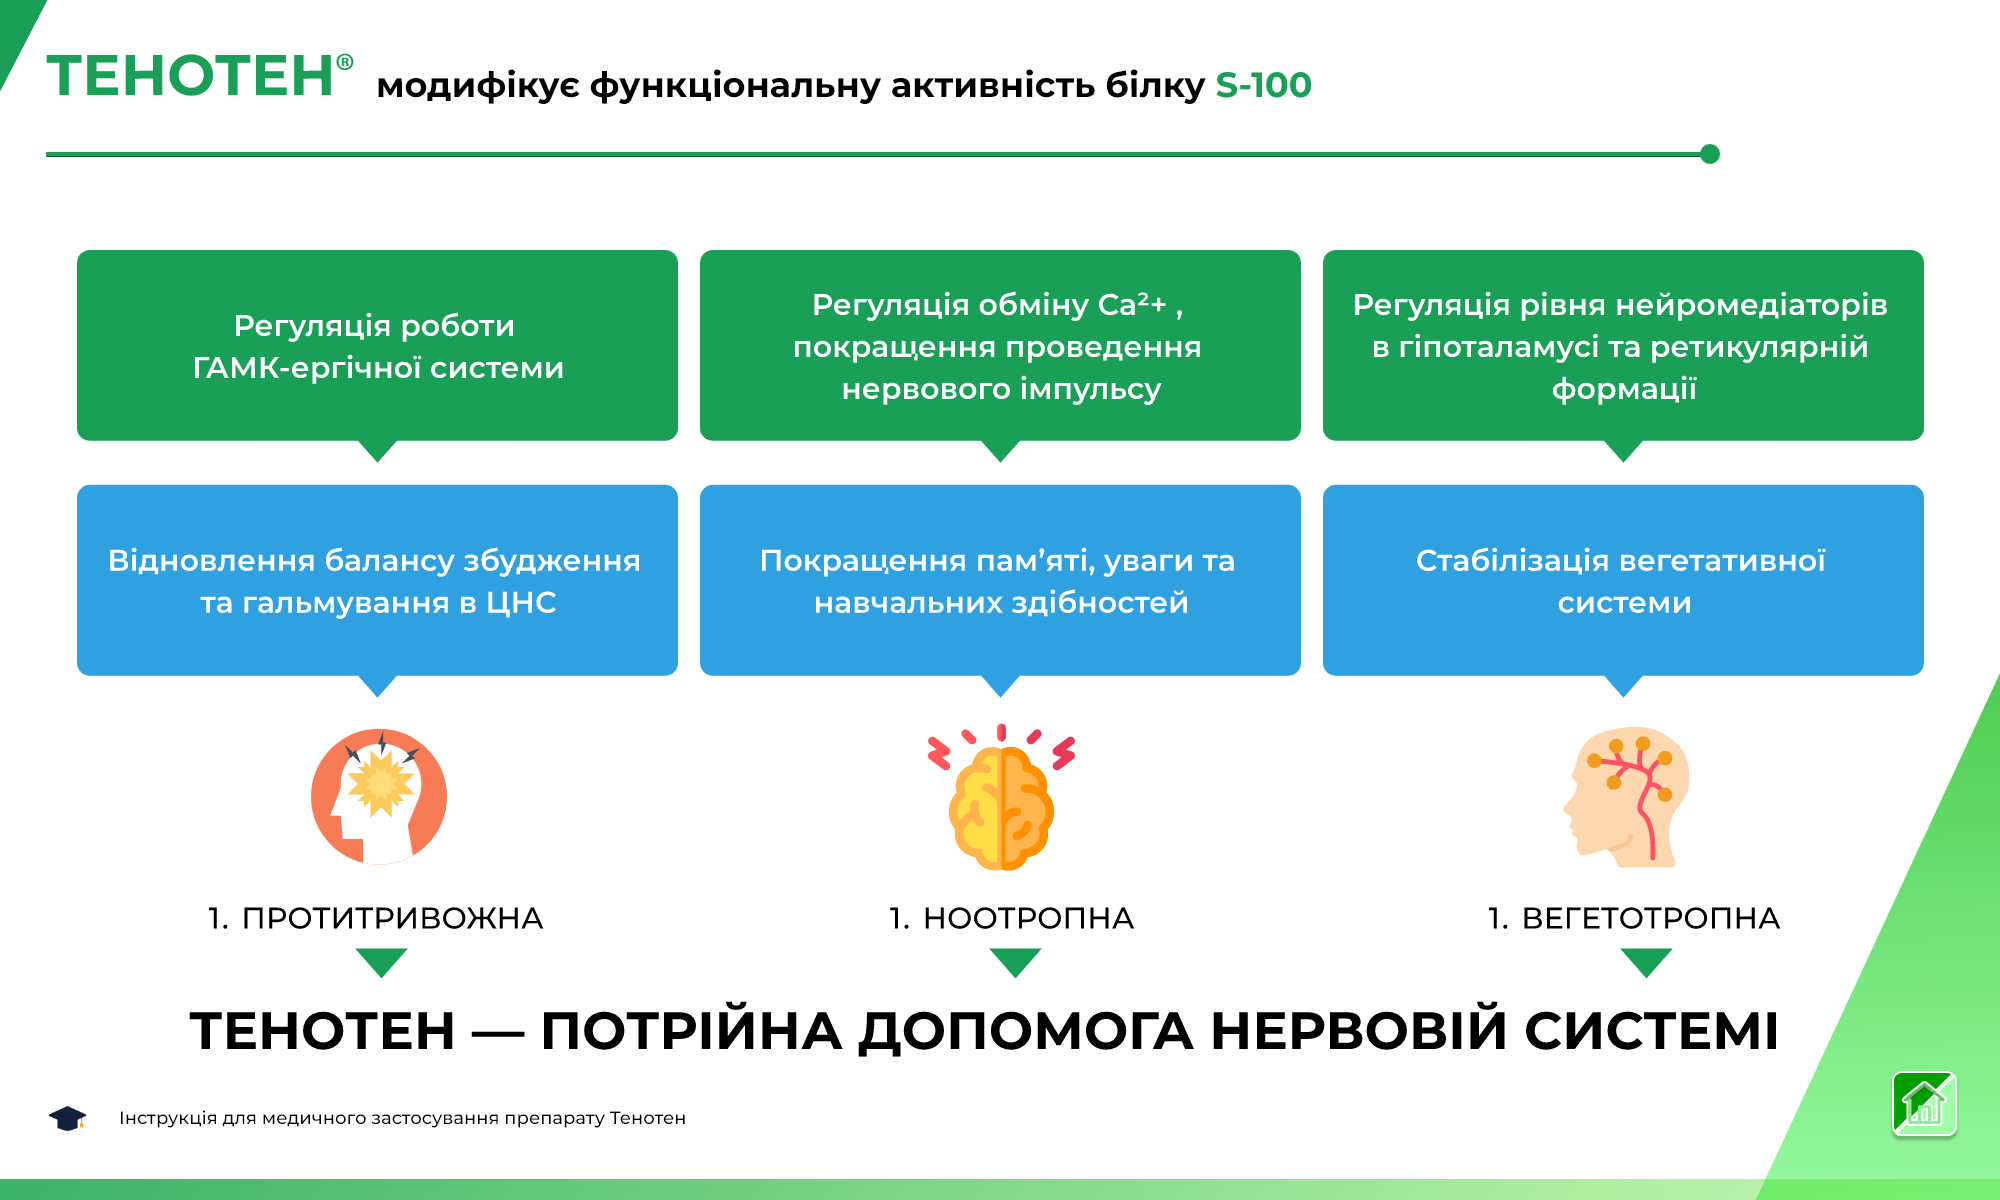 ТЕНОТЕН® модифікує функціональну активність білку S-100
Регуляція роботи
ГАМК-ергічної системи
Регуляція обміну Ca²+ ,
покращення проведення
нервового імпульсу
Регуляція рівня нейромедіаторів
в гіпоталамусі та ретикулярній
формації
Відновлення балансу збудження
та гальмування в ЦНС
Покращення пам’яті, уваги та
навчальних здібностей
Стабілізація вегетативної
системи
1. ПРОТИТРИВОЖНА
1. НООТРОПНА
1. ВЕГЕТОТРОПНА
ТЕНОТЕН — ПОТРІЙНА ДОПОМОГА НЕРВОВІЙ СИСТЕМІ
Інструкція для медичного застосування препарату Тенотен